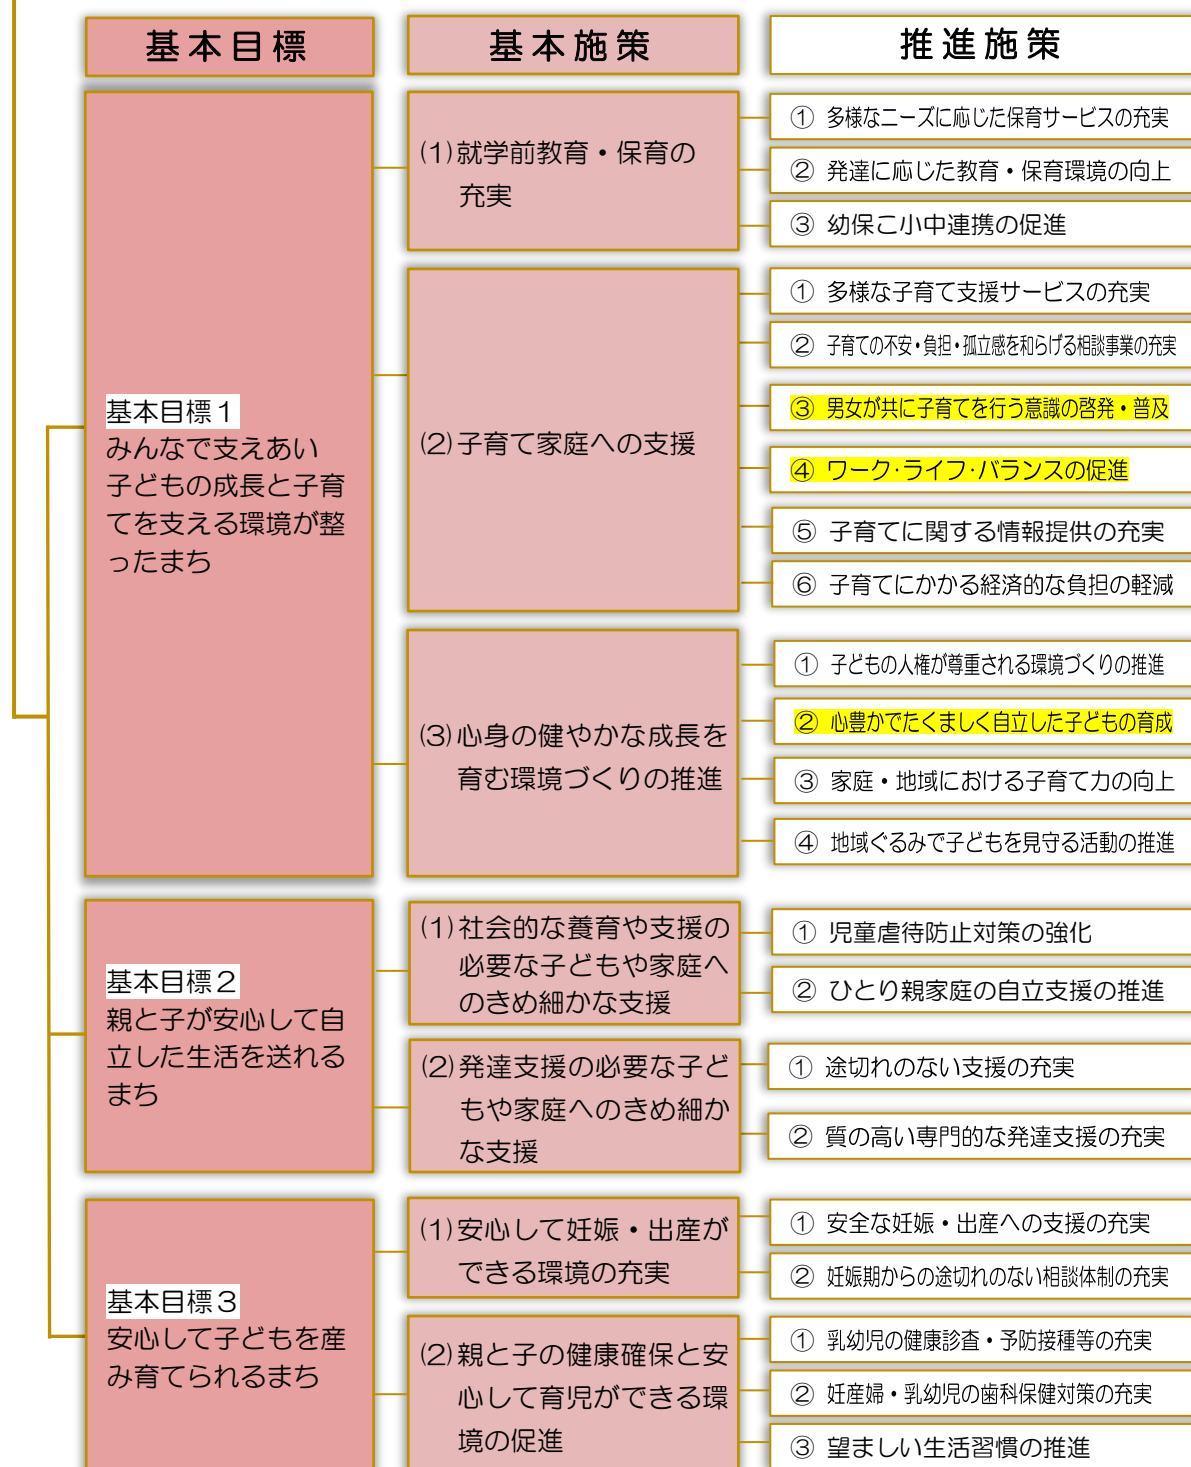 基本目標
基本施策
推進施策
基本目標１
みんなで支えあい
子どもの成長と子育
てを支える環境が整
ったまち
(1)就学前教育・保育の
充実
① 多様なニーズに応じた保育サービスの充実
② 発達に応じた教育・保育環境の向上
③ 幼保こ小中連携の促進
(2)子育て家庭への支援
① 多様な子育て支援サービスの充実
② 子育ての不安・負担・孤立感を和らげる相談事業の充実
③ 男女が共に子育てを行う意識の啓発・普及
④ ワーク・ライフ・バランスの促進
⑤ 子育てに関する情報提供の充実
⑥ 子育てにかかる経済的な負担の軽減
(3)心身の健やかな成長を
育む環境づくりの推進
① 子どもの人権が尊重される環境づくりの推進
② 心豊かでたくましく自立した子どもの育成
③ 家庭・地域における子育て力の向上
④ 地域ぐるみで子どもを見守る活動の推進
基本目標２
親と子が安心して自
立した生活を送れる
まち
(1)社会的な養育や支援の
必要な子どもや家庭へ
のきめ細かな支援
① 児童虐待防止対策の強化
② ひとり親家庭の自立支援の推進
(2)発達支援の必要な子ど
もや家庭へのきめ細か
な支援
① 途切れのない支援の充実
② 質の高い専門的な発達支援の充実
基本目標３
安心して子どもを産
み育てられるまち
(1)安心して妊娠・出産が
できる環境の充実
① 安全な妊娠・出産への支援の充実
② 妊娠期からの途切れのない相談体制の充実
(2)親と子の健康確保と安
心して育児ができる環
境の促進
① 乳幼児の健康診査・予防接種等の充実
② 妊産婦・乳幼児の歯科保健対策の充実
③ 望ましい生活習慣の推進